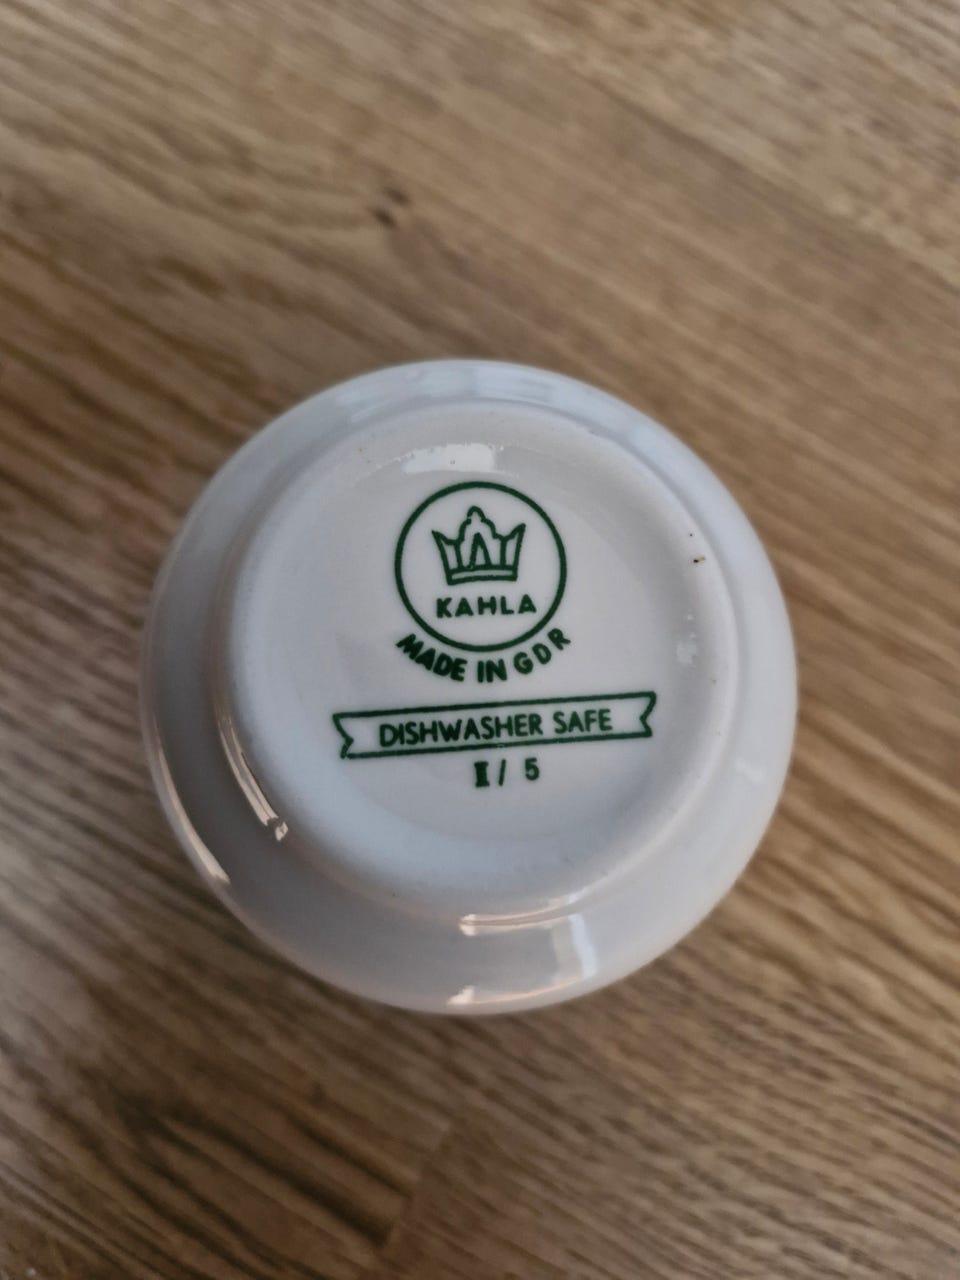 KAHLA
MADE IN GDR
DISHWASHER SAFE
II / 5